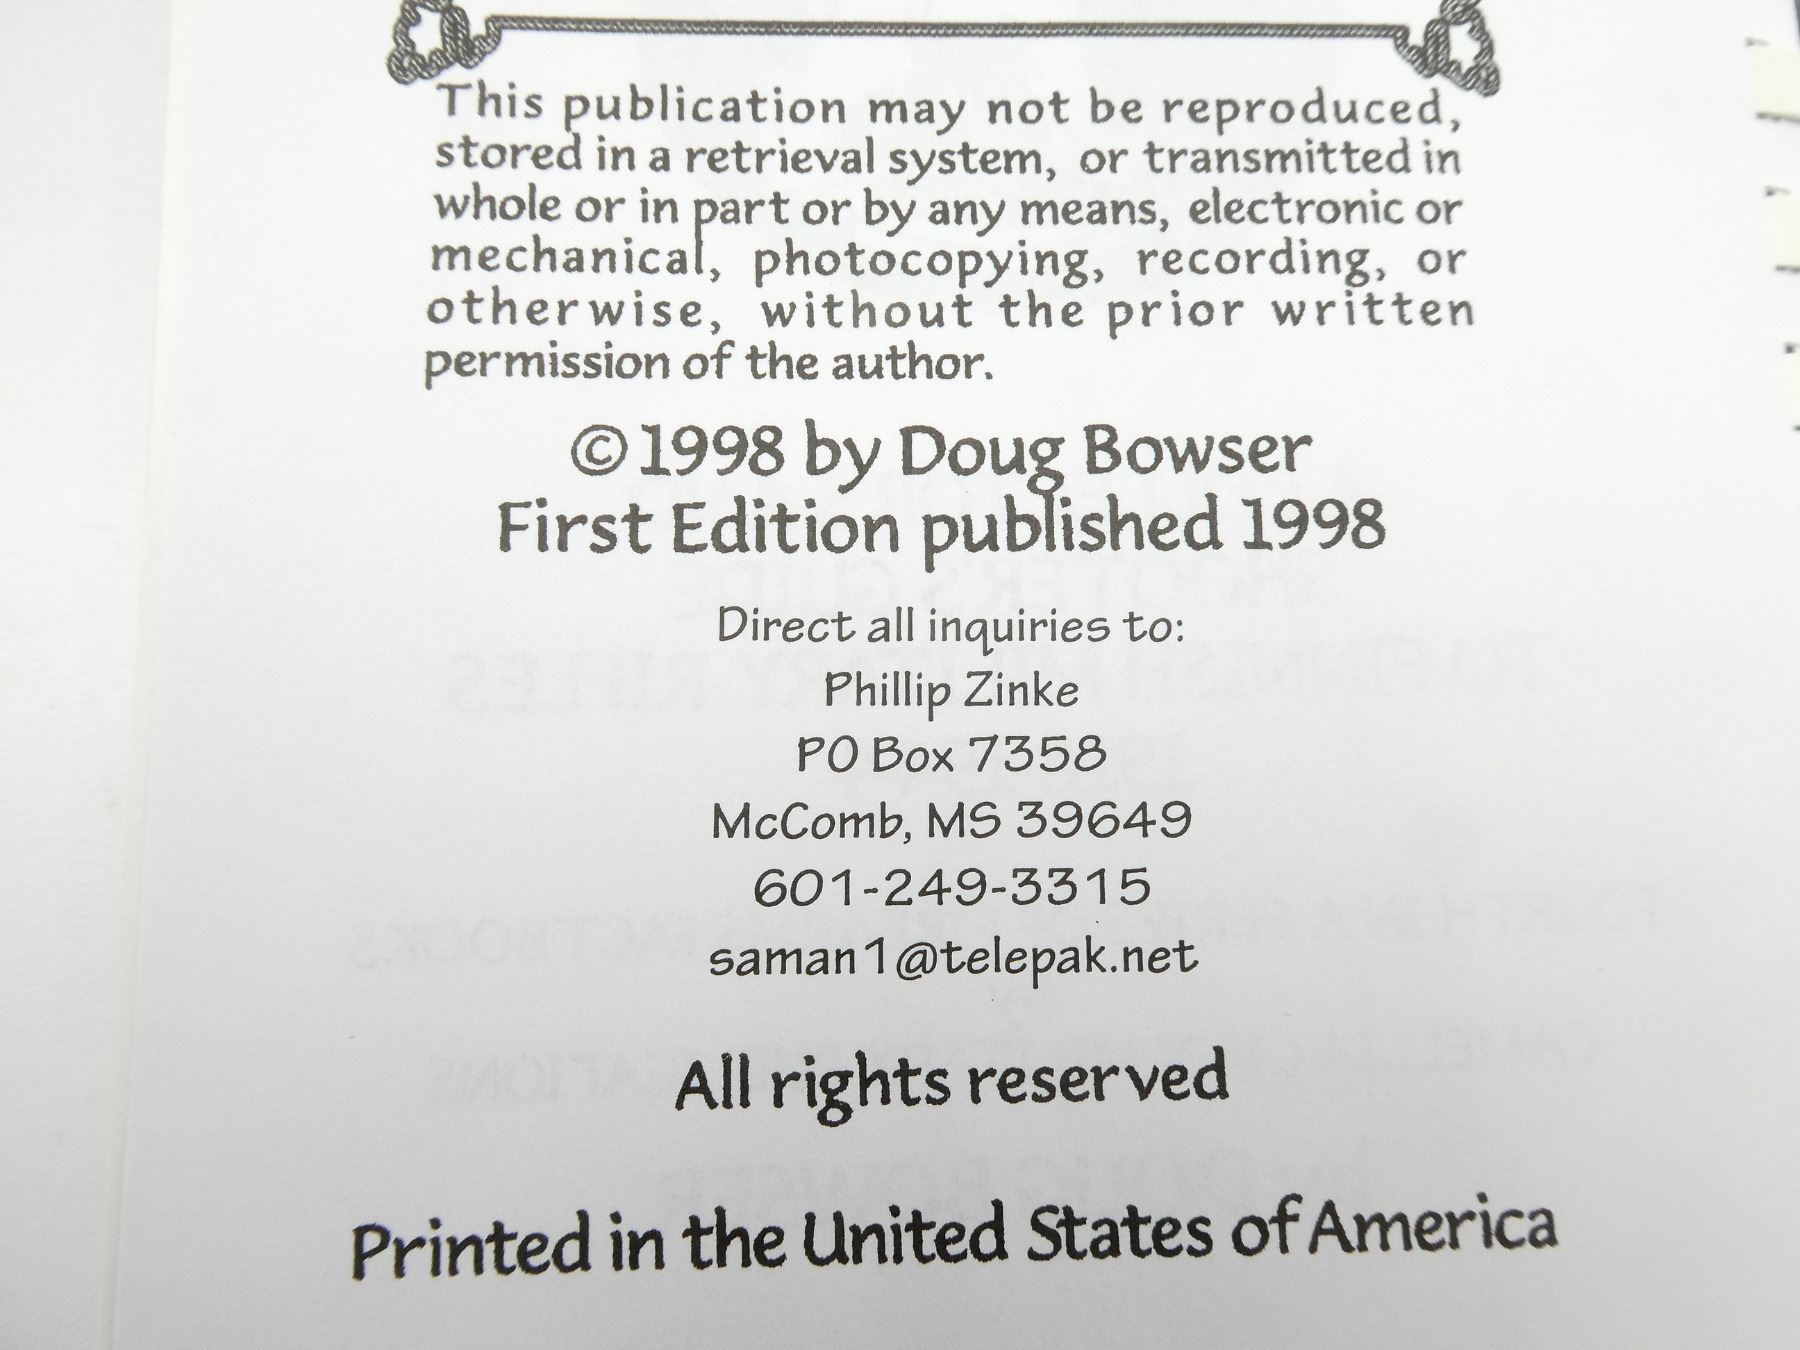 This publication may not be reproduced,
stored in a retrieval system, or transmitted in
whole or in part or by any means, electronic or
mechanical, photocopying, recording, or
otherwise, without the prior written
permission of the author.
© 1998 by Doug Bowser
First Edition published 1998
Direct all inquiries to:
Phillip Zinke
PO Box 7358
McComb, MS 39649
601-249-3315
saman1@telepak.net
All rights reserved
Printed in the United States of America